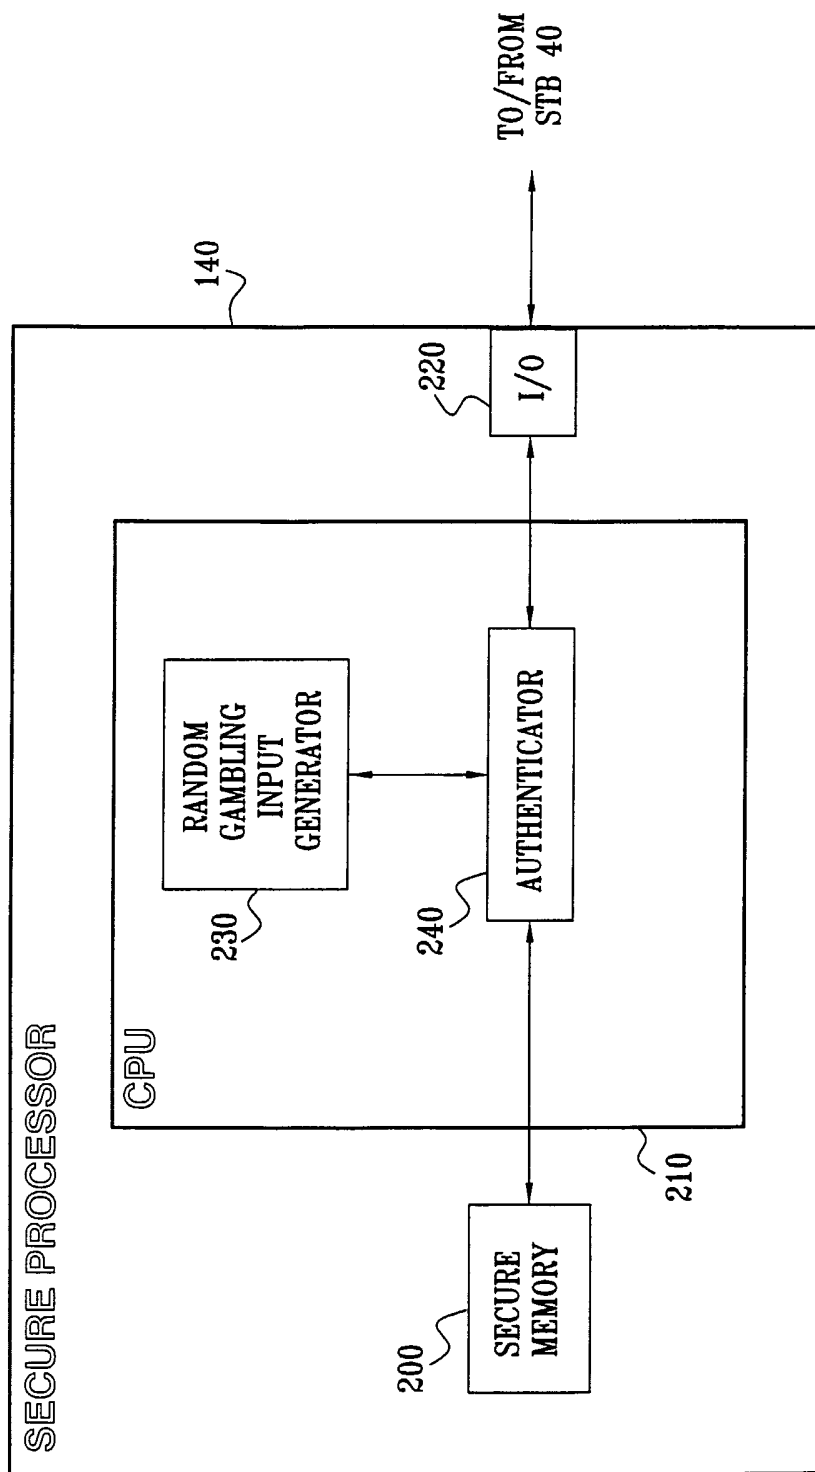 SECURE PROCESSOR
140
CPU
RANDOM
GAMBLING
INPUT
GENERATOR
230
220
I/O
TO/FROM
STB 40
240
AUTHENTICATOR
200
SECURE
MEMORY
210